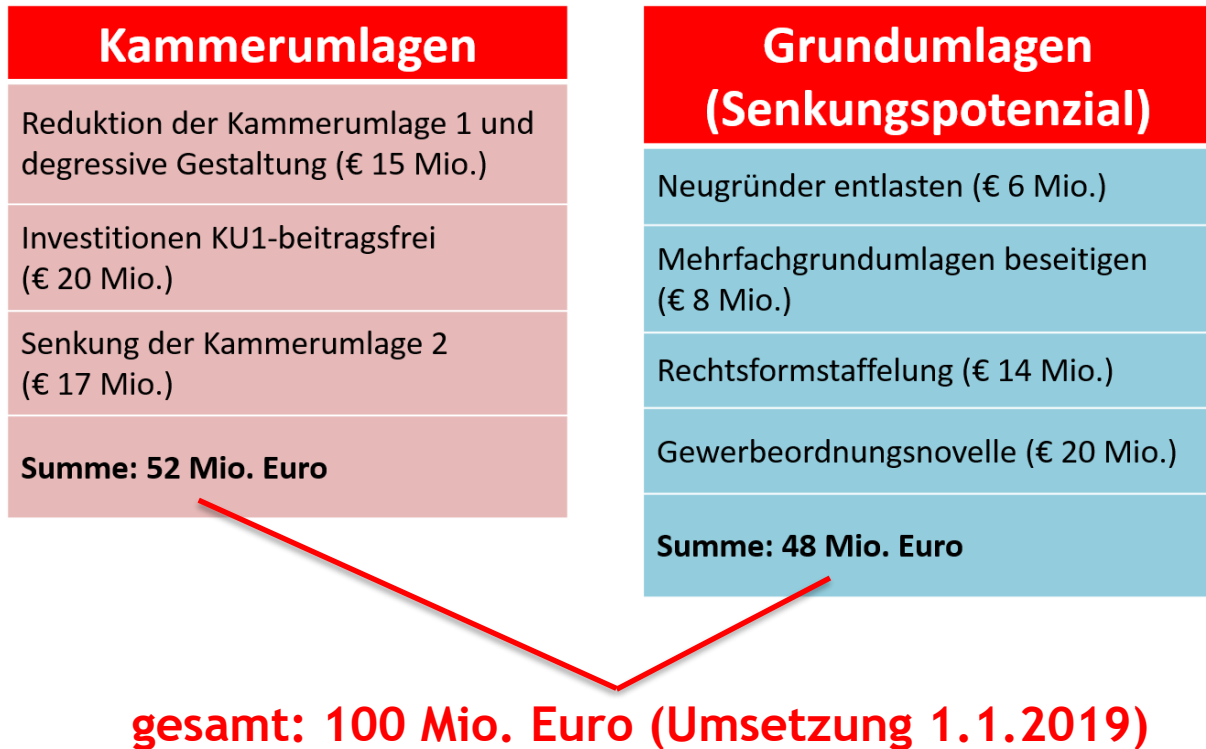 Kammerumlagen
Reduktion der Kammerumlage 1 und
degressive Gestaltung (€ 15 Mio.)
Investitionen KU1-beitragsfrei
(€ 20 Mio.)
Senkung der Kammerumlage 2
(€ 17 Mio.)
Summe: 52 Mio. Euro
Grundumlagen
(Senkungspotenzial)
Neugründer entlasten (€ 6 Mio.)
Mehrfachgrundumlagen beseitigen
(€ 8 Mio.)
Rechtsformstaffelung (€ 14 Mio.)
Gewerbeordnungsnovelle (€ 20 Mio.)
Summe: 48 Mio. Euro
gesamt: 100 Mio. Euro (Umsetzung 1.1.2019)